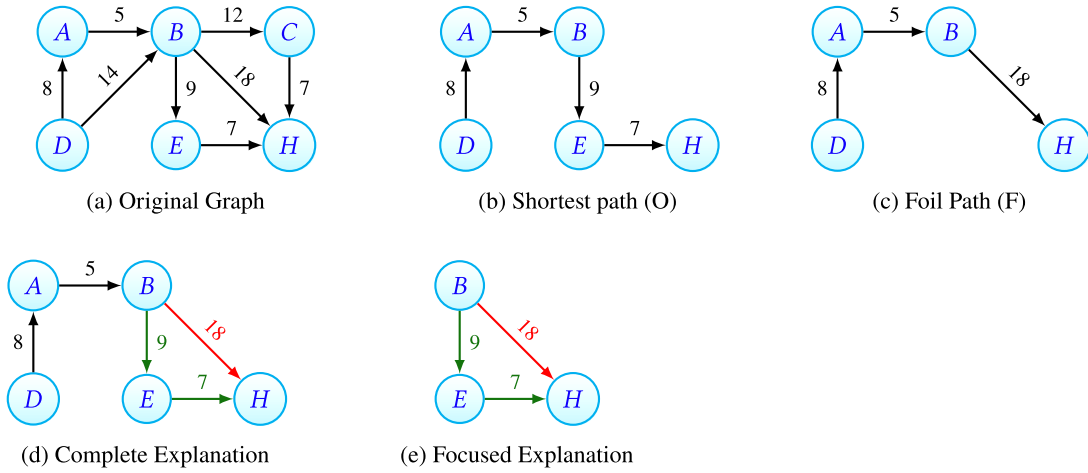 A 5 B 12 C
8 14 9 18 7
D E 7 H
(a) Original Graph
A 5 B
8 9
D E 7 H
(b) Shortest path (O)
A 5 B
8 18
D H
(c) Foil Path (F)
A 5 B
8 9 18
D E 7 H
(d) Complete Explanation
B
9 18
E 7 H
(e) Focused Explanation